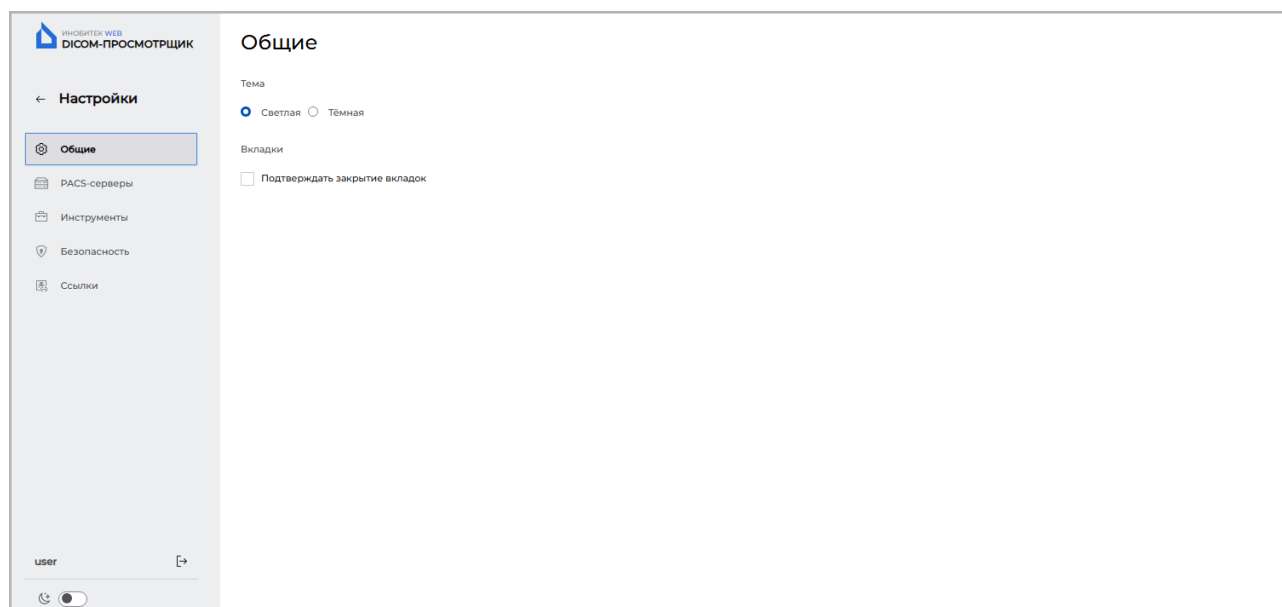 ИНОБИТЕК WEB
DICOM-ПРОСМОТРЩИК
Настройки
Общие
PACS-серверы
Инструменты
Безопасность
Ссылки
user
Общие
Тема
Светлая Тёмная
Вкладки
Подтверждать закрытие вкладок